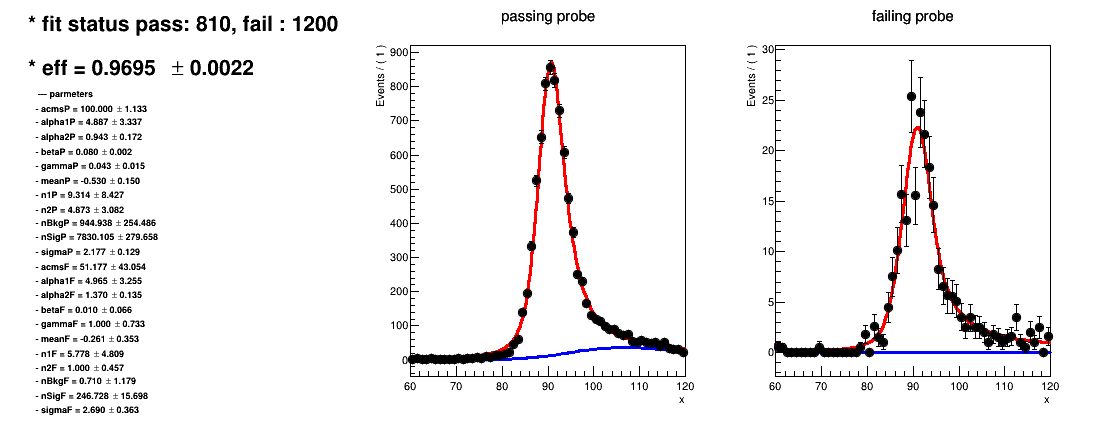 * fit status pass: 810, fail : 1200
* eff = 0.9695 ± 0.0022
--- parmeters
- acmsP = 100.000 ± 1.133
- alpha1P = 4.887 ± 3.337
- alpha2P = 0.943 ± 0.172
- betaP = 0.080 ± 0.002
- gammaP = 0.043 ± 0.015
- meanP = -0.530 ± 0.150
- n1P = 9.314 ± 8.427
- n2P = 4.873 ± 3.082
- nBkgP = 944.938 ± 254.486
- nSigP = 7830.105 ± 279.658
- sigmaP = 2.177 ± 0.129
- acmsF = 51.177 ± 43.054
- alpha1F = 4.965 ± 3.255
- alpha2F = 1.370 ± 0.135
- betaF = 0.010 ± 0.066
- gammaF = 1.000 ± 0.733
- meanF = -0.261 ± 0.353
- n1F = 5.778 ± 4.809
- n2F = 1.000 ± 0.457
- nBkgF = 0.710 ± 1.179
- nSigF = 246.728 ± 15.698
- sigmaF = 2.690 ± 0.363
passing probe
Events / ( 1 )
900
800
700
600
500
400
300
200
100
0
60 70 80 90 100 110 120
x
failing probe
Events / ( 1 )
30
25
20
15
10
5
0
60 70 80 90 100 110 120
x